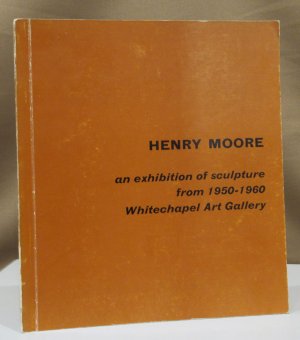 HENRY MOORE
an exhibition of sculpture
from 1950-1960
Whitechapel Art Gallery